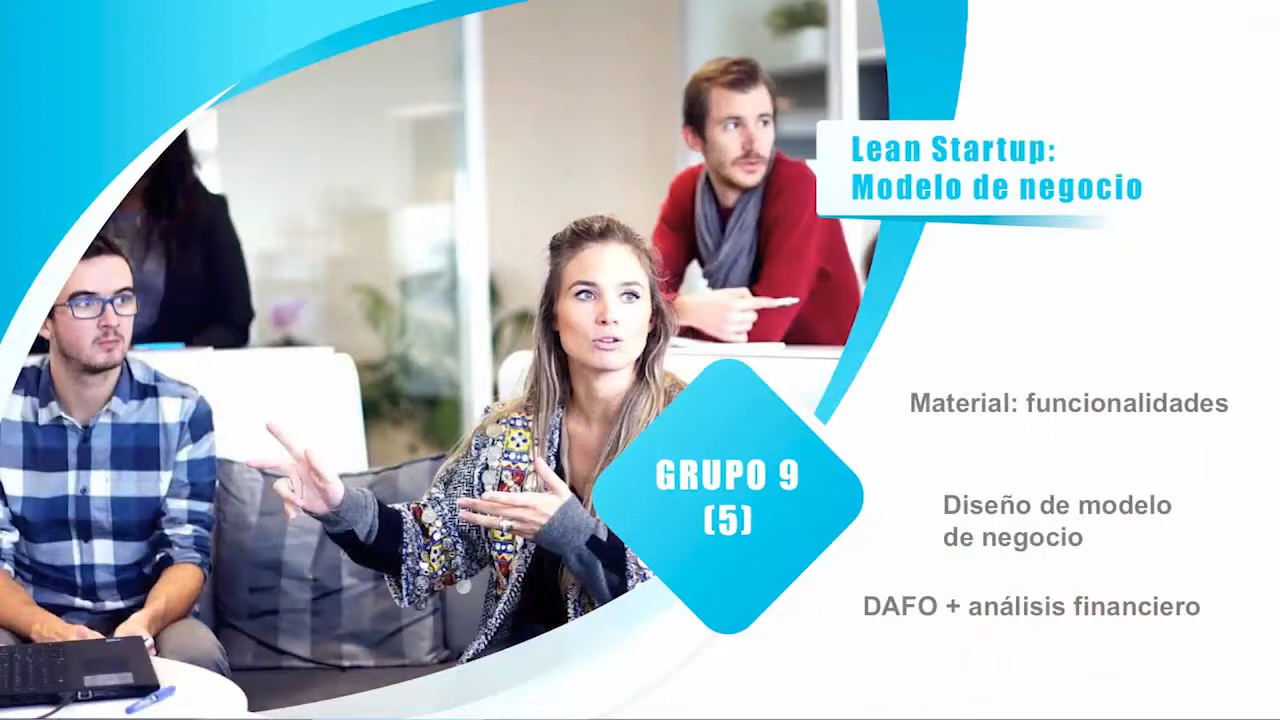 Lean Startup:
Modelo de negocio
Material: funcionalidades
GRUPO 9
(5)
Diseño de modelo
de negocio
DAFO + análisis financiero